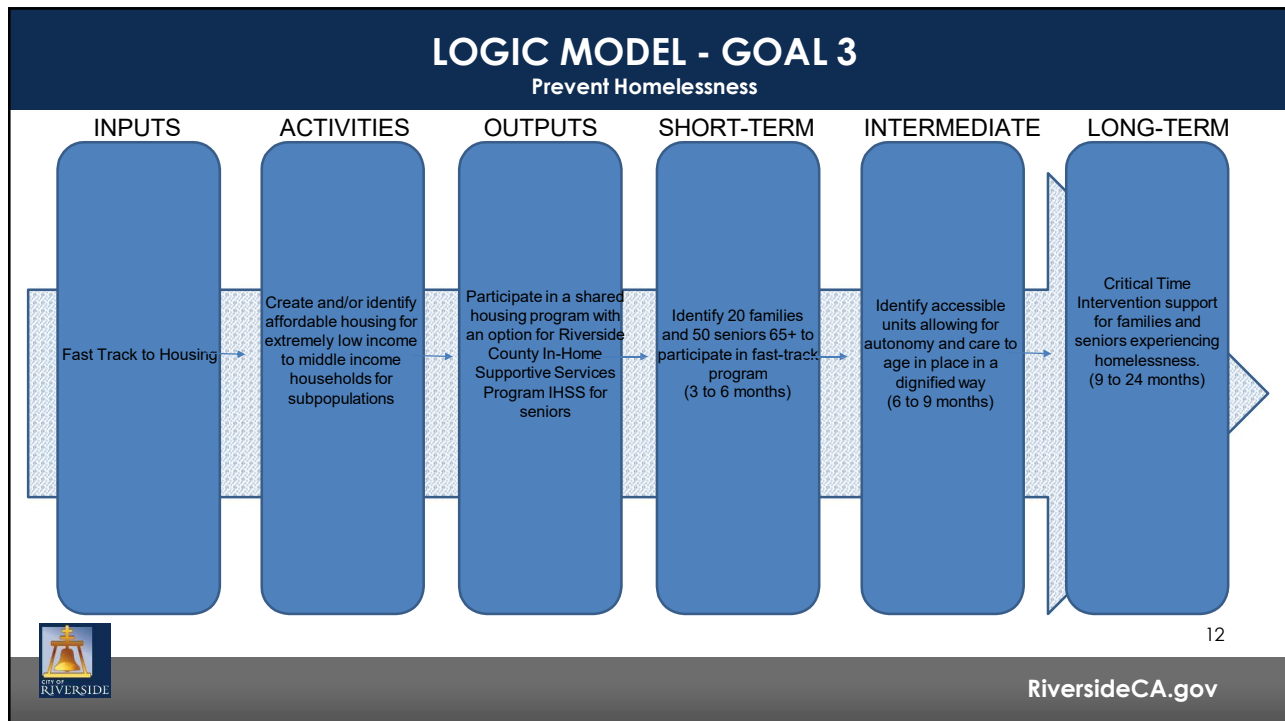 LOGIC MODEL - GOAL 3
Prevent Homelessness
INPUTS
ACTIVITIES
OUTPUTS
SHORT-TERM
INTERMEDIATE
LONG-TERM
Fast Track to Housing
Create and/or identify
affordable housing for
extremely low income
to middle income
households for
subpopulations
Participate in a shared
housing program with
an option for Riverside
County In-Home
Supportive Services
Program IHSS for
seniors
Identify 20 families
and 50 seniors 65+ to
participate in fast-track
program
(3 to 6 months)
Identify accessible
units allowing for
autonomy and care to
age in place in a
dignified way
(6 to 9 months)
Critical Time
Intervention support
for families and
seniors experiencing
homelessness.
(9 to 24 months)
12
CITY OF
RIVERSIDE
RiversideCA.gov